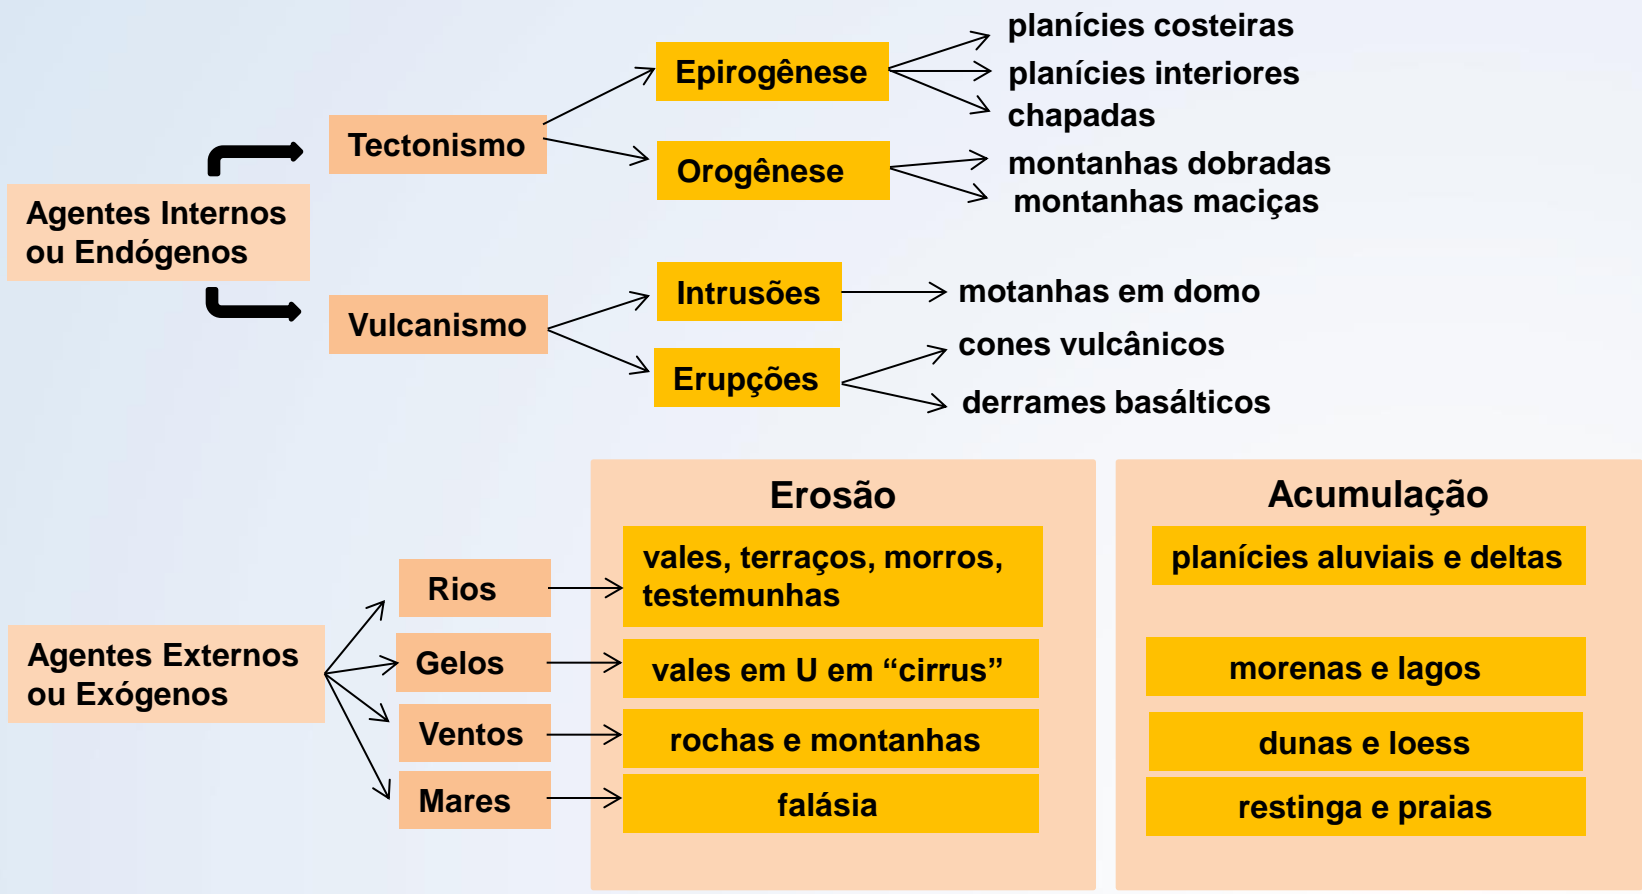 Agentes Internos
ou Endógenos
Tectonismo
Epirogênese
planícies costeiras
planícies interiores
chapadas
Orogênese
montanhas dobradas
montanhas maciças
Vulcanismo
Intrusões
motanhas em domo
Erupções
cones vulcânicos
derrames basálticos
Erosão
Acumulação
Agentes Externos
ou Exógenos
Rios
vales, terraços, morros,
testemunhas
planícies aluviais e deltas
Gelos
vales em U em “cirrus”
morenas e lagos
Ventos
rochas e montanhas
dunas e loess
Mares
falásia
restinga e praias